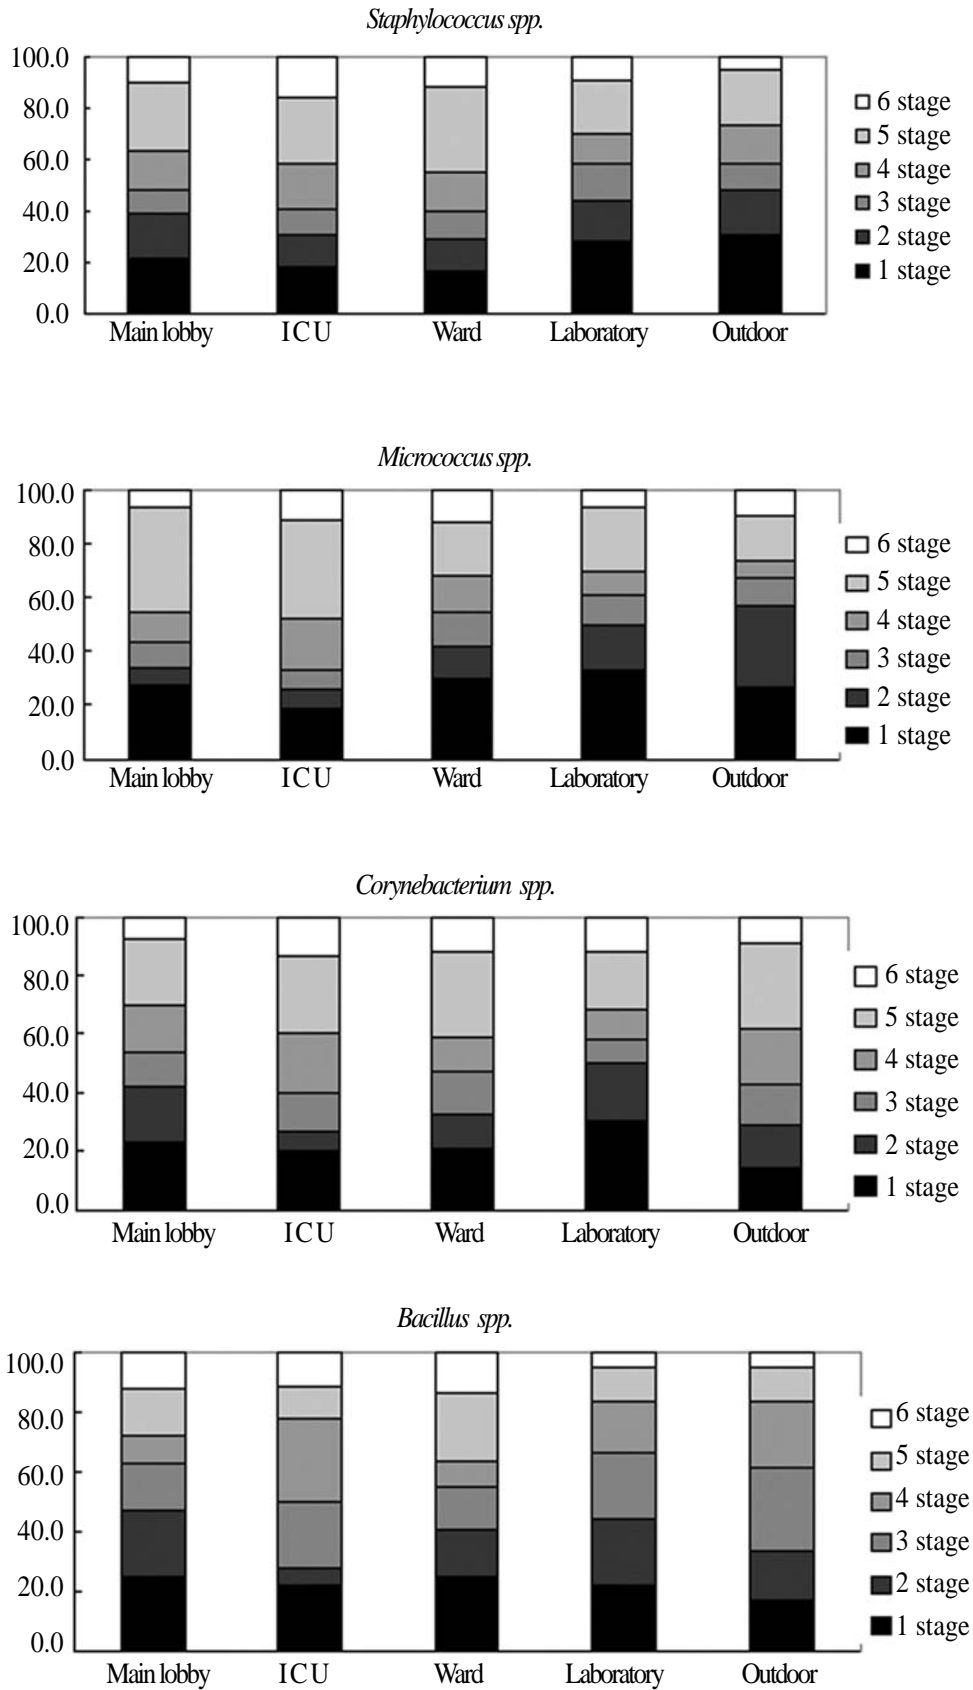 Staphylococcus spp.
100.0
80.0
60.0
40.0
20.0
0.0
Main lobby ICU Ward Laboratory Outdoor
6 stage
5 stage
4 stage
3 stage
2 stage
1 stage
Micrococcus spp.
100.0
80.0
60.0
40.0
20.0
0.0
Main lobby ICU Ward Laboratory Outdoor
6 stage
5 stage
4 stage
3 stage
2 stage
1 stage
Corynebacterium spp.
100.0
80.0
60.0
40.0
20.0
0.0
Main lobby ICU Ward Laboratory Outdoor
6 stage
5 stage
4 stage
3 stage
2 stage
1 stage
Bacillus spp.
100.0
80.0
60.0
40.0
20.0
0.0
Main lobby ICU Ward Laboratory Outdoor
6 stage
5 stage
4 stage
3 stage
2 stage
1 stage